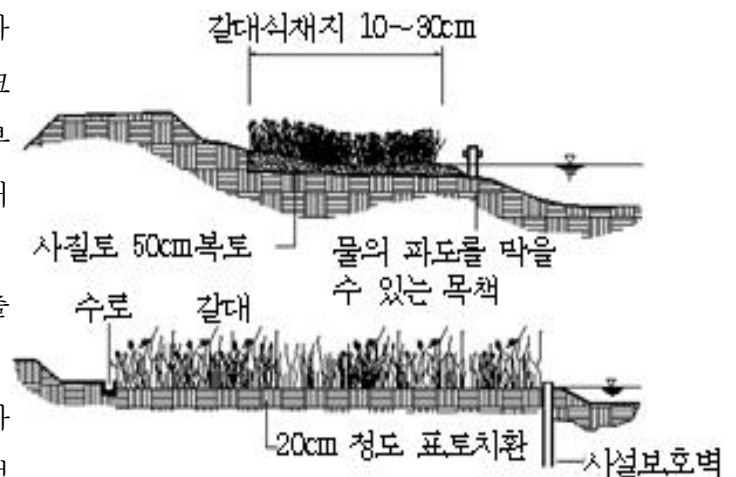 갈대식재지 10~30cm
사질토 50cm복토
물의 파도를 막을
수 있는 목책
수로
갈대
20cm 정도 표토치환
사설보호벽